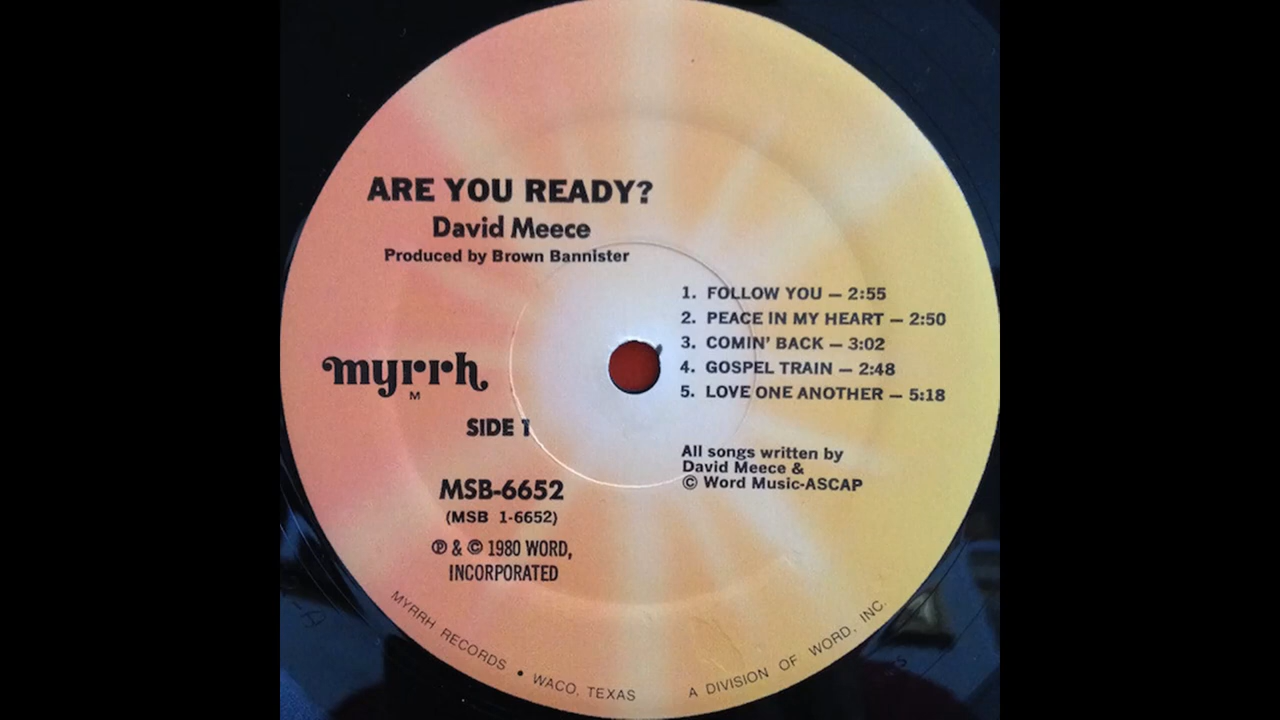 ARE YOU READY?
David Meece
Produced by Brown Bannister
1. FOLLOW YOU — 2:55
2. PEACE IN MY HEART — 2:50
3. COMIN' BACK — 3:02
4. GOSPEL TRAIN — 2:48
5. LOVE ONE ANOTHER — 5:18
myrrh
M
SIDE 1
All songs written by
David Meece &
© Word Music-ASCAP
MSB-6652
(MSB 1-6652)
℗ & © 1980 WORD,
INCORPORATED
MYRRH RECORDS • WACO, TEXAS A DIVISION OF WORD, INC.